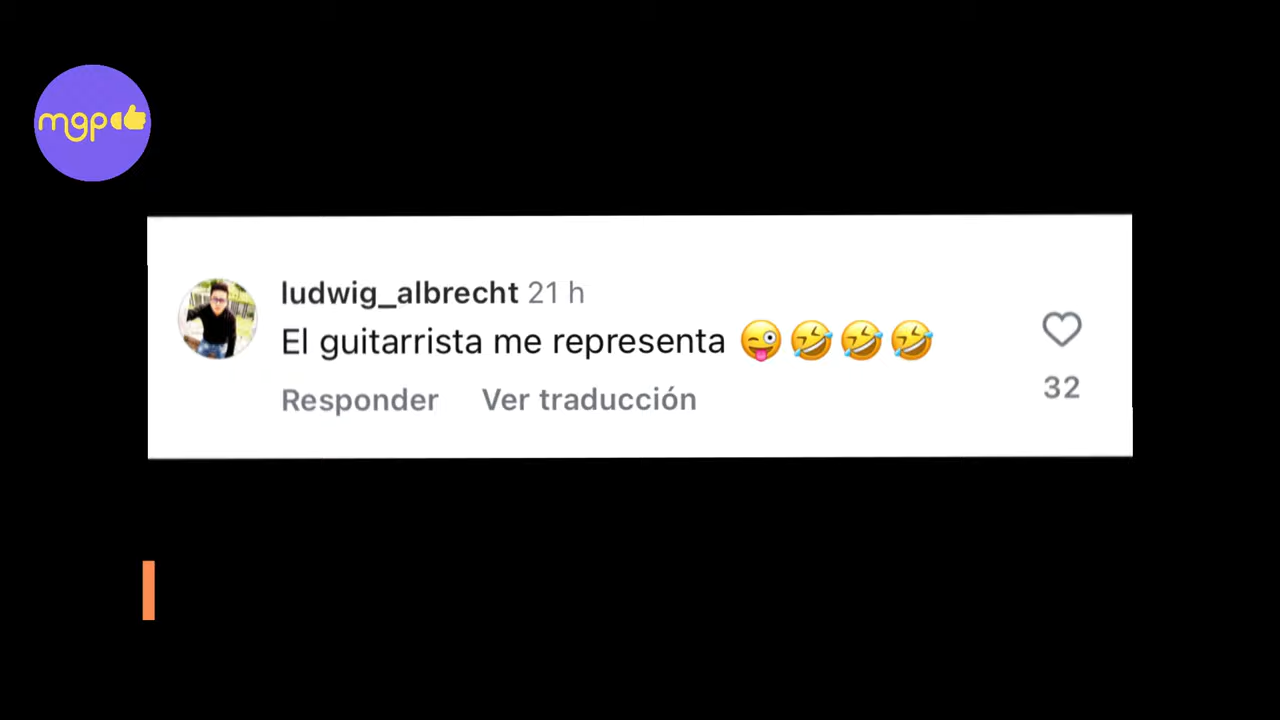 mgp
ludwig_albrecht 21 h
El guitarrista me representa 😜🤣🤣🤣
32
Responder Ver traducción